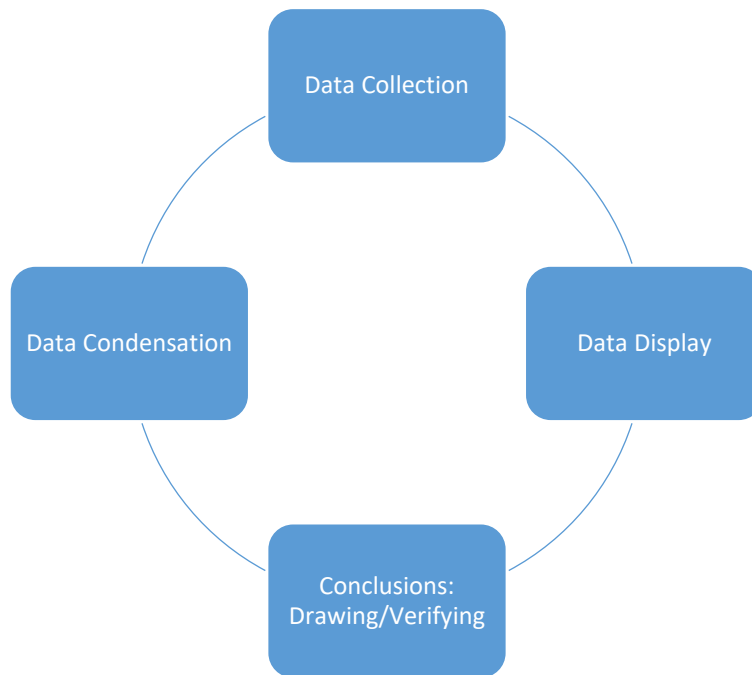 Data Collection
Data Condensation
Data Display
Conclusions:
Drawing/Verifying